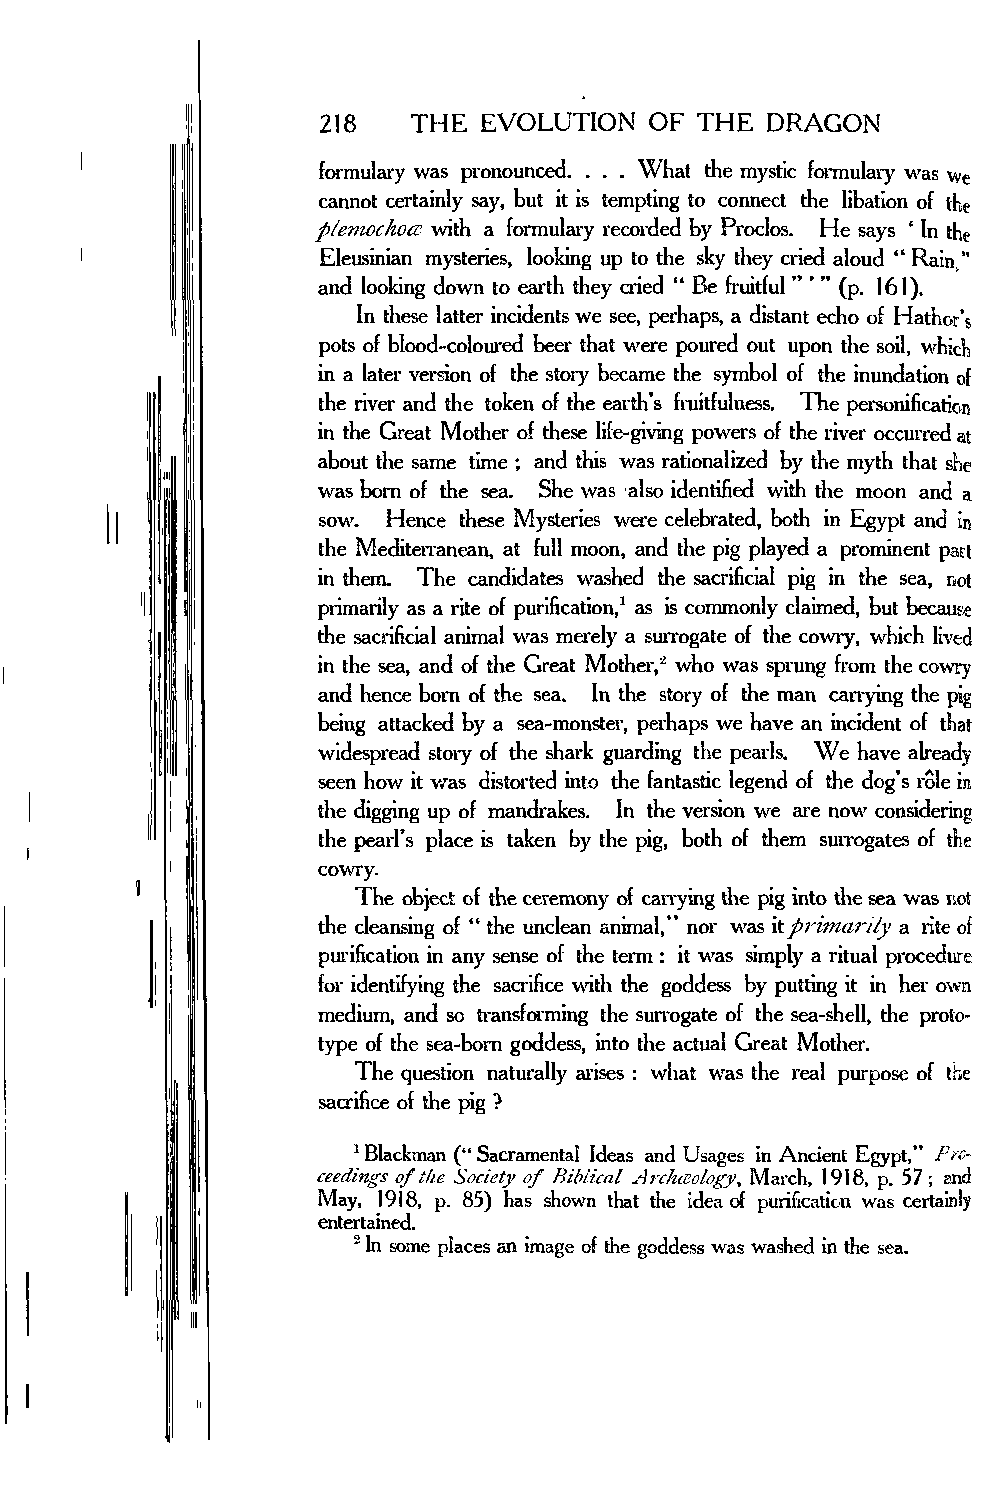 218 THE EVOLUTION OF THE DRAGON
formulary was pronounced. . . . What the mystic formulary was we
cannot certainly say, but it is tempting to connect the libation of the
plemochoæ with a formulary recorded by Proclos. He says ‘ In the
Eleusinian mysteries, looking up to the sky they cried aloud “ Rain,”
and looking down to earth they cried “ Be fruitful ” ’ ” (p. 161).
In these latter incidents we see, perhaps, a distant echo of Hathor's
pots of blood-coloured beer that were poured out upon the soil, which
in a later version of the story became the symbol of the inundation of
the river and the token of the earth's fruitfulness. The personification
in the Great Mother of these life-giving powers of the river occurred at
about the same time ; and this was rationalized by the myth that she
was born of the sea. She was also identified with the moon and a
sow. Hence these Mysteries were celebrated, both in Egypt and in
the Mediterranean, at full moon, and the pig played a prominent part
in them. The candidates washed the sacrificial pig in the sea, not
primarily as a rite of purification,¹ as is commonly claimed, but because
the sacrificial animal was merely a surrogate of the cowry, which lived
in the sea, and of the Great Mother,² who was sprung from the cowry
and hence born of the sea. In the story of the man carrying the pig
being attacked by a sea-monster, perhaps we have an incident of that
widespread story of the shark guarding the pearls. We have already
seen how it was distorted into the fantastic legend of the dog's rôle in
the digging up of mandrakes. In the version we are now considering
the pearl's place is taken by the pig, both of them surrogates of the
cowry.
The object of the ceremony of carrying the pig into the sea was not
the cleansing of “ the unclean animal,” nor was it primarily a rite of
purification in any sense of the term : it was simply a ritual procedure
for identifying the sacrifice with the goddess by putting it in her own
medium, and so transforming the surrogate of the sea-shell, the proto-
type of the sea-born goddess, into the actual Great Mother.
The question naturally arises : what was the real purpose of the
sacrifice of the pig ?
¹ Blackman (“ Sacramental Ideas and Usages in Ancient Egypt,” Pro-
ceedings of the Society of Biblical Archæology, March, 1918, p. 57 ; and
May, 1918, p. 85) has shown that the idea of purification was certainly
entertained.
² In some places an image of the goddess was washed in the sea.